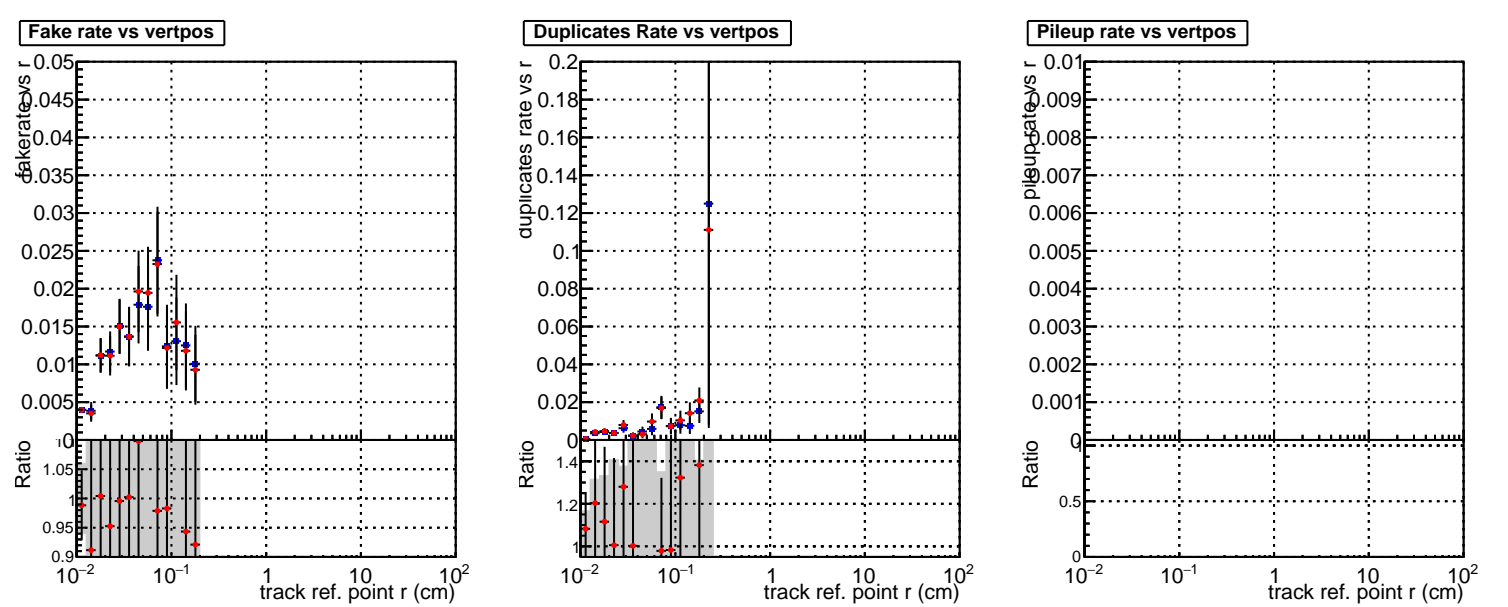 Fake rate vs vertpos
fakerate vs r
0.05
0.045
0.04
0.035
0.03
0.025
0.02
0.015
0.01
0.005
0
Ratio
1.1
1.05
1
0.95
0.9
10⁻² 10⁻¹ 1 10 10²
track ref. point r (cm)
Duplicates Rate vs vertpos
duplicates rate vs r
0.2
0.18
0.16
0.14
0.12
0.1
0.08
0.06
0.04
0.02
0
Ratio
1.4
1.2
1
10⁻² 10⁻¹ 1 10 10²
track ref. point r (cm)
Pileup rate vs vertpos
pileup rate vs r
0.01
0.009
0.008
0.007
0.006
0.005
0.004
0.003
0.002
0.001
0
Ratio
1
0.5
0
10⁻² 10⁻¹ 1 10 10²
track ref. point r (cm)